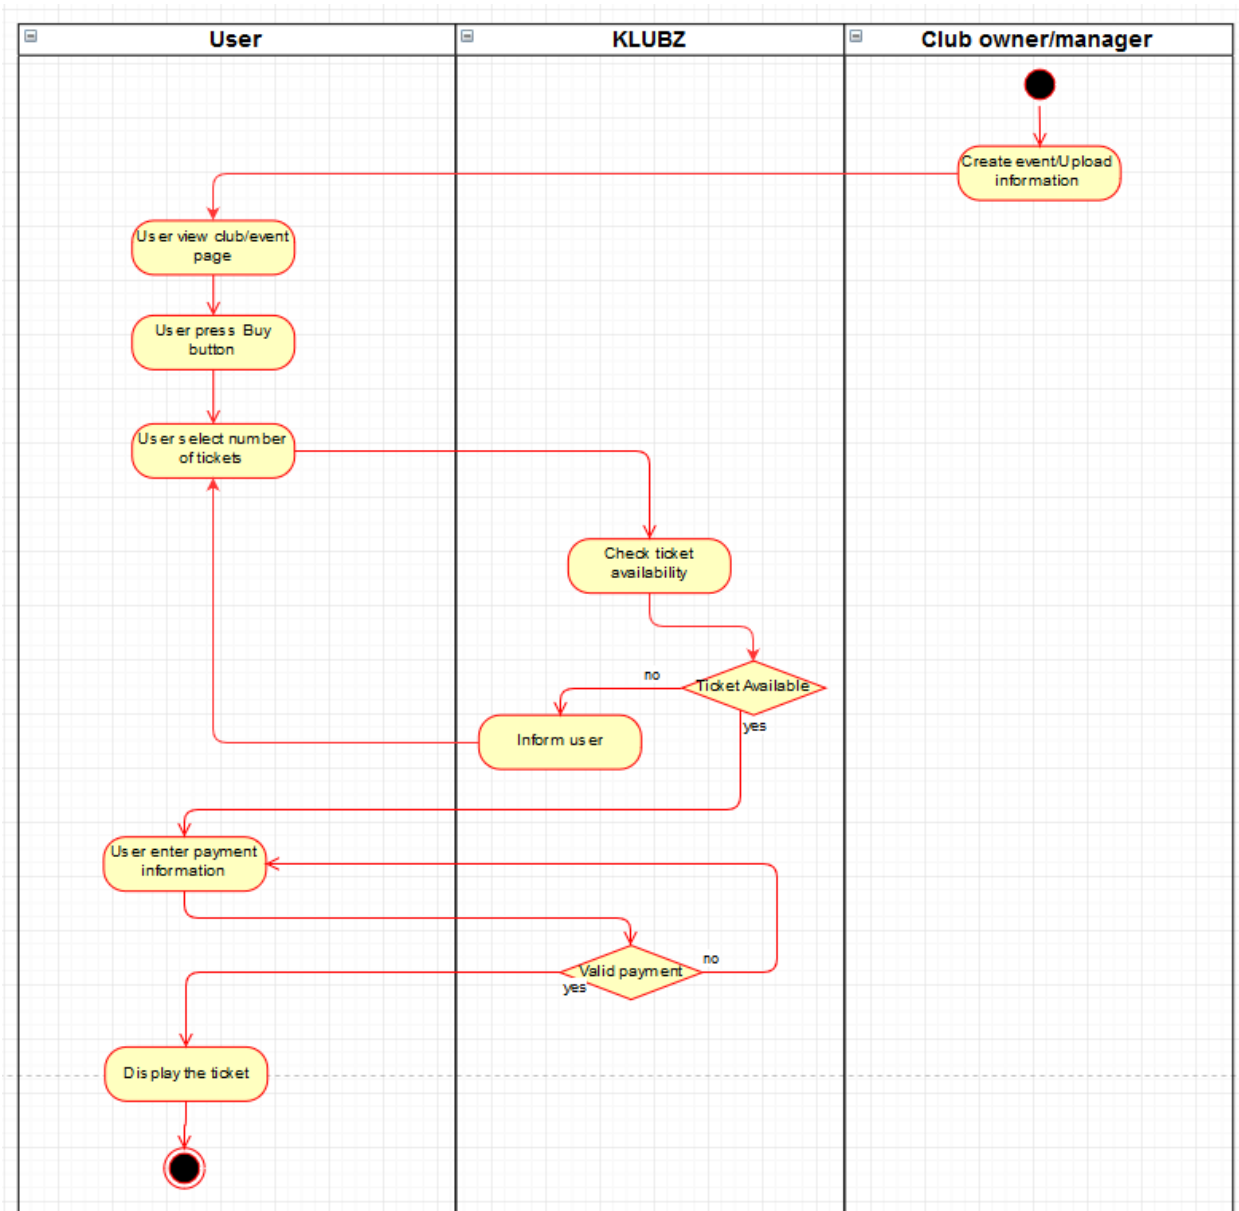 User
KLUBZ
Club owner/manager
Create event/Upload
information
User view club/event
page
User press Buy
button
User select number
of tickets
Check ticket
availability
no
Ticket Available
yes
Inform user
User enter payment
information
no
Valid payment
yes
Display the ticket